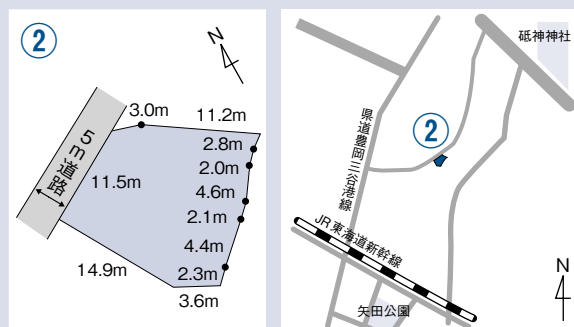 ②
N
3.0m
11.2m
5m道路
11.5m
2.8m
2.0m
4.6m
2.1m
4.4m
2.3m
14.9m
3.6m
砥神神社
②
県道豊岡三谷港線
JR東海道新幹線
矢田公園
N